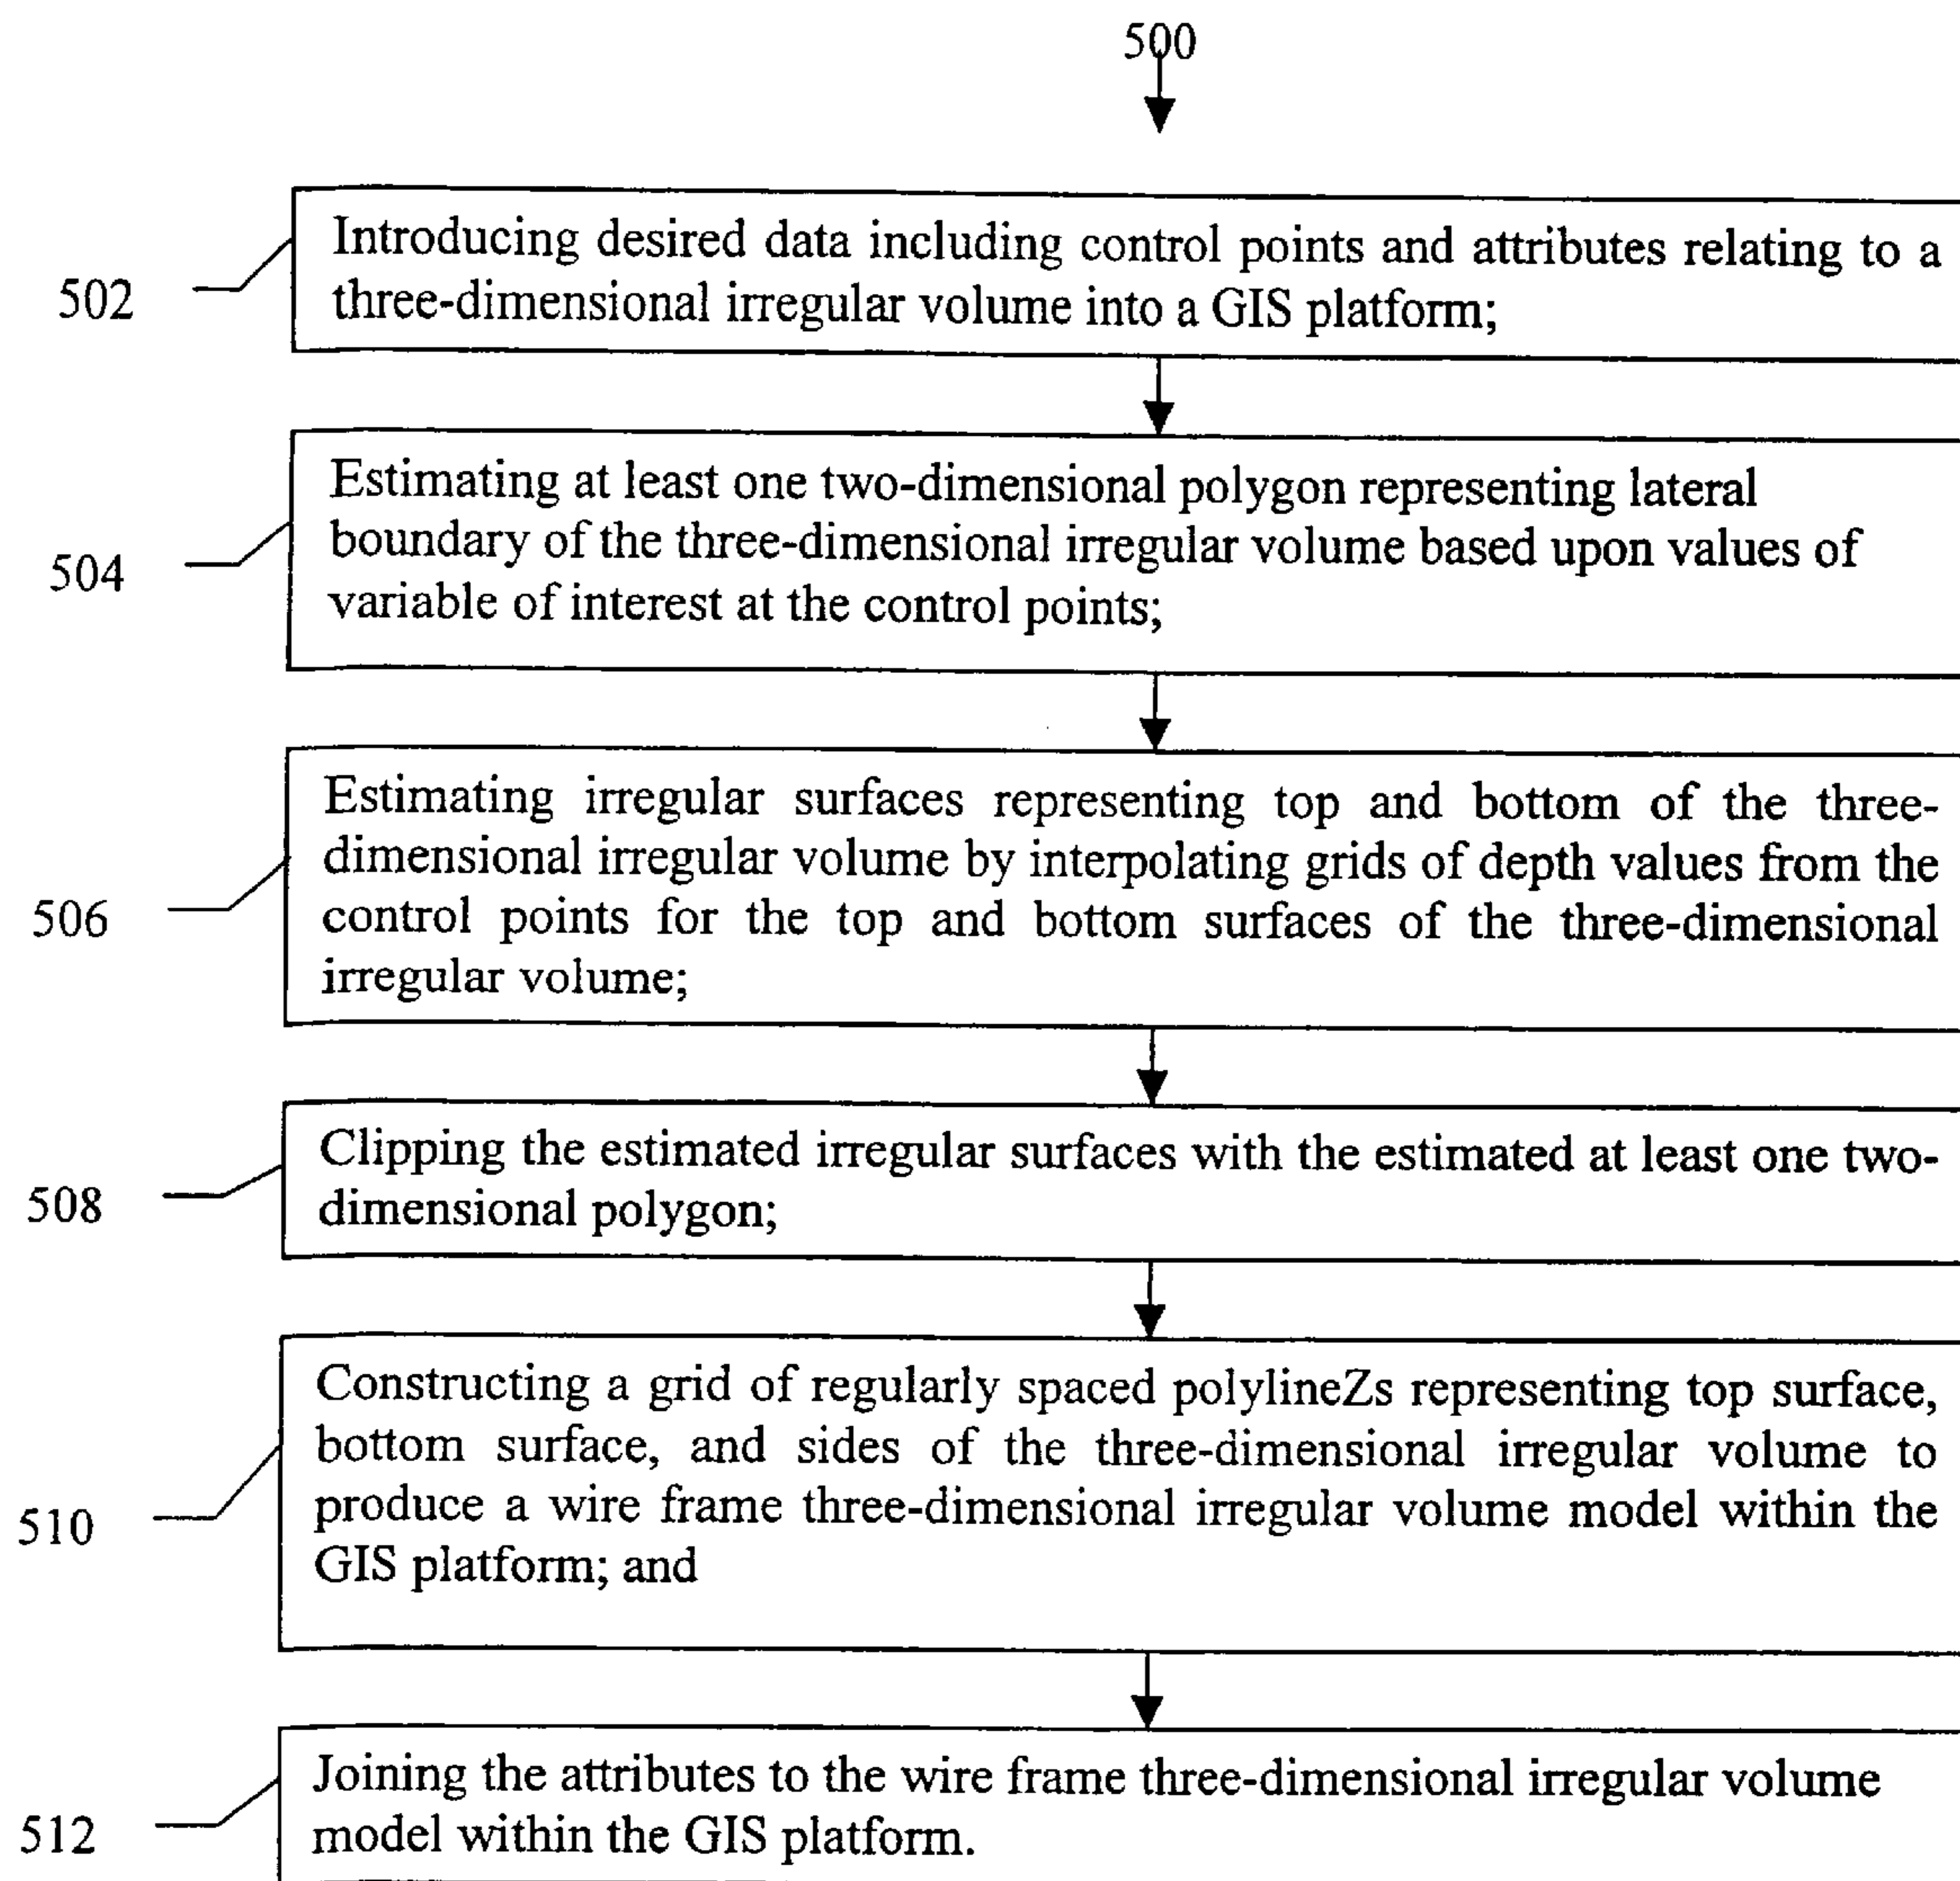 500
502
Introducing desired data including control points and attributes relating to a
three-dimensional irregular volume into a GIS platform;
504
Estimating at least one two-dimensional polygon representing lateral
boundary of the three-dimensional irregular volume based upon values of
variable of interest at the control points;
506
Estimating irregular surfaces representing top and bottom of the three-
dimensional irregular volume by interpolating grids of depth values from the
control points for the top and bottom surfaces of the three-dimensional
irregular volume;
508
Clipping the estimated irregular surfaces with the estimated at least one two-
dimensional polygon;
510
Constructing a grid of regularly spaced polylineZs representing top surface,
bottom surface, and sides of the three-dimensional irregular volume to
produce a wire frame three-dimensional irregular volume model within the
GIS platform; and
512
Joining the attributes to the wire frame three-dimensional irregular volume
model within the GIS platform.